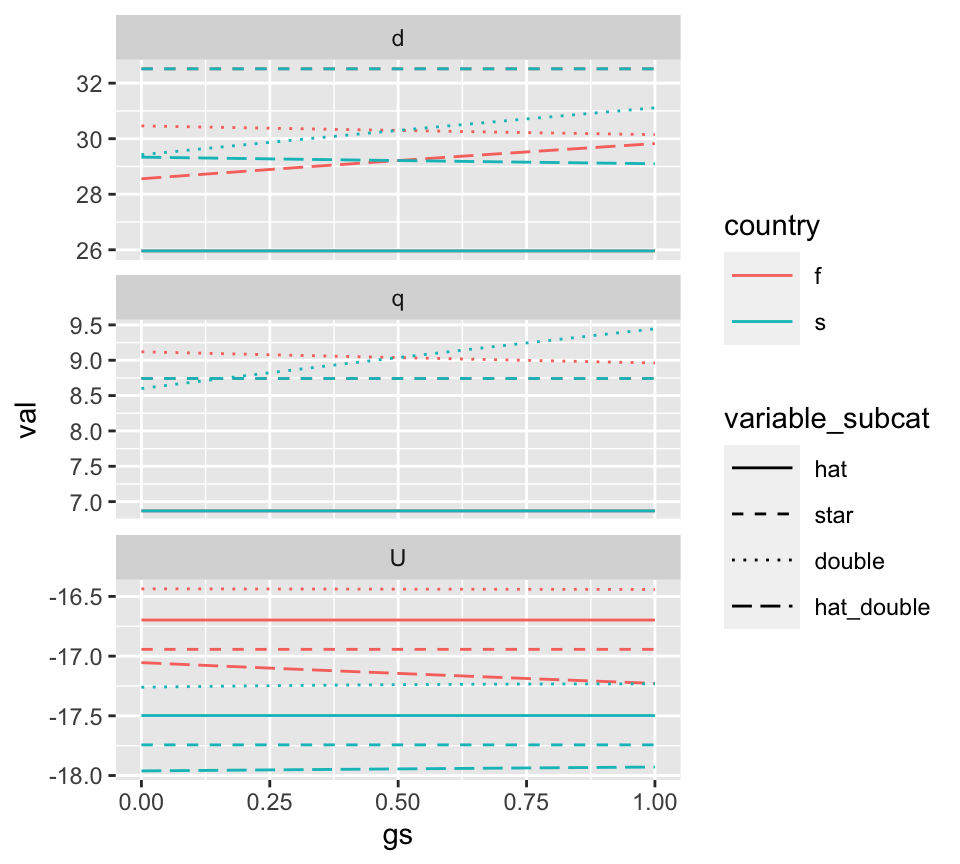 d
32
30
28
26
q
9.5
9.0
8.5
8.0
7.5
7.0
U
-16.5
-17.0
-17.5
-18.0
0.00 0.25 0.50 0.75 1.00
gs
val
country
f
s
variable_subcat
hat
star
double
hat_double